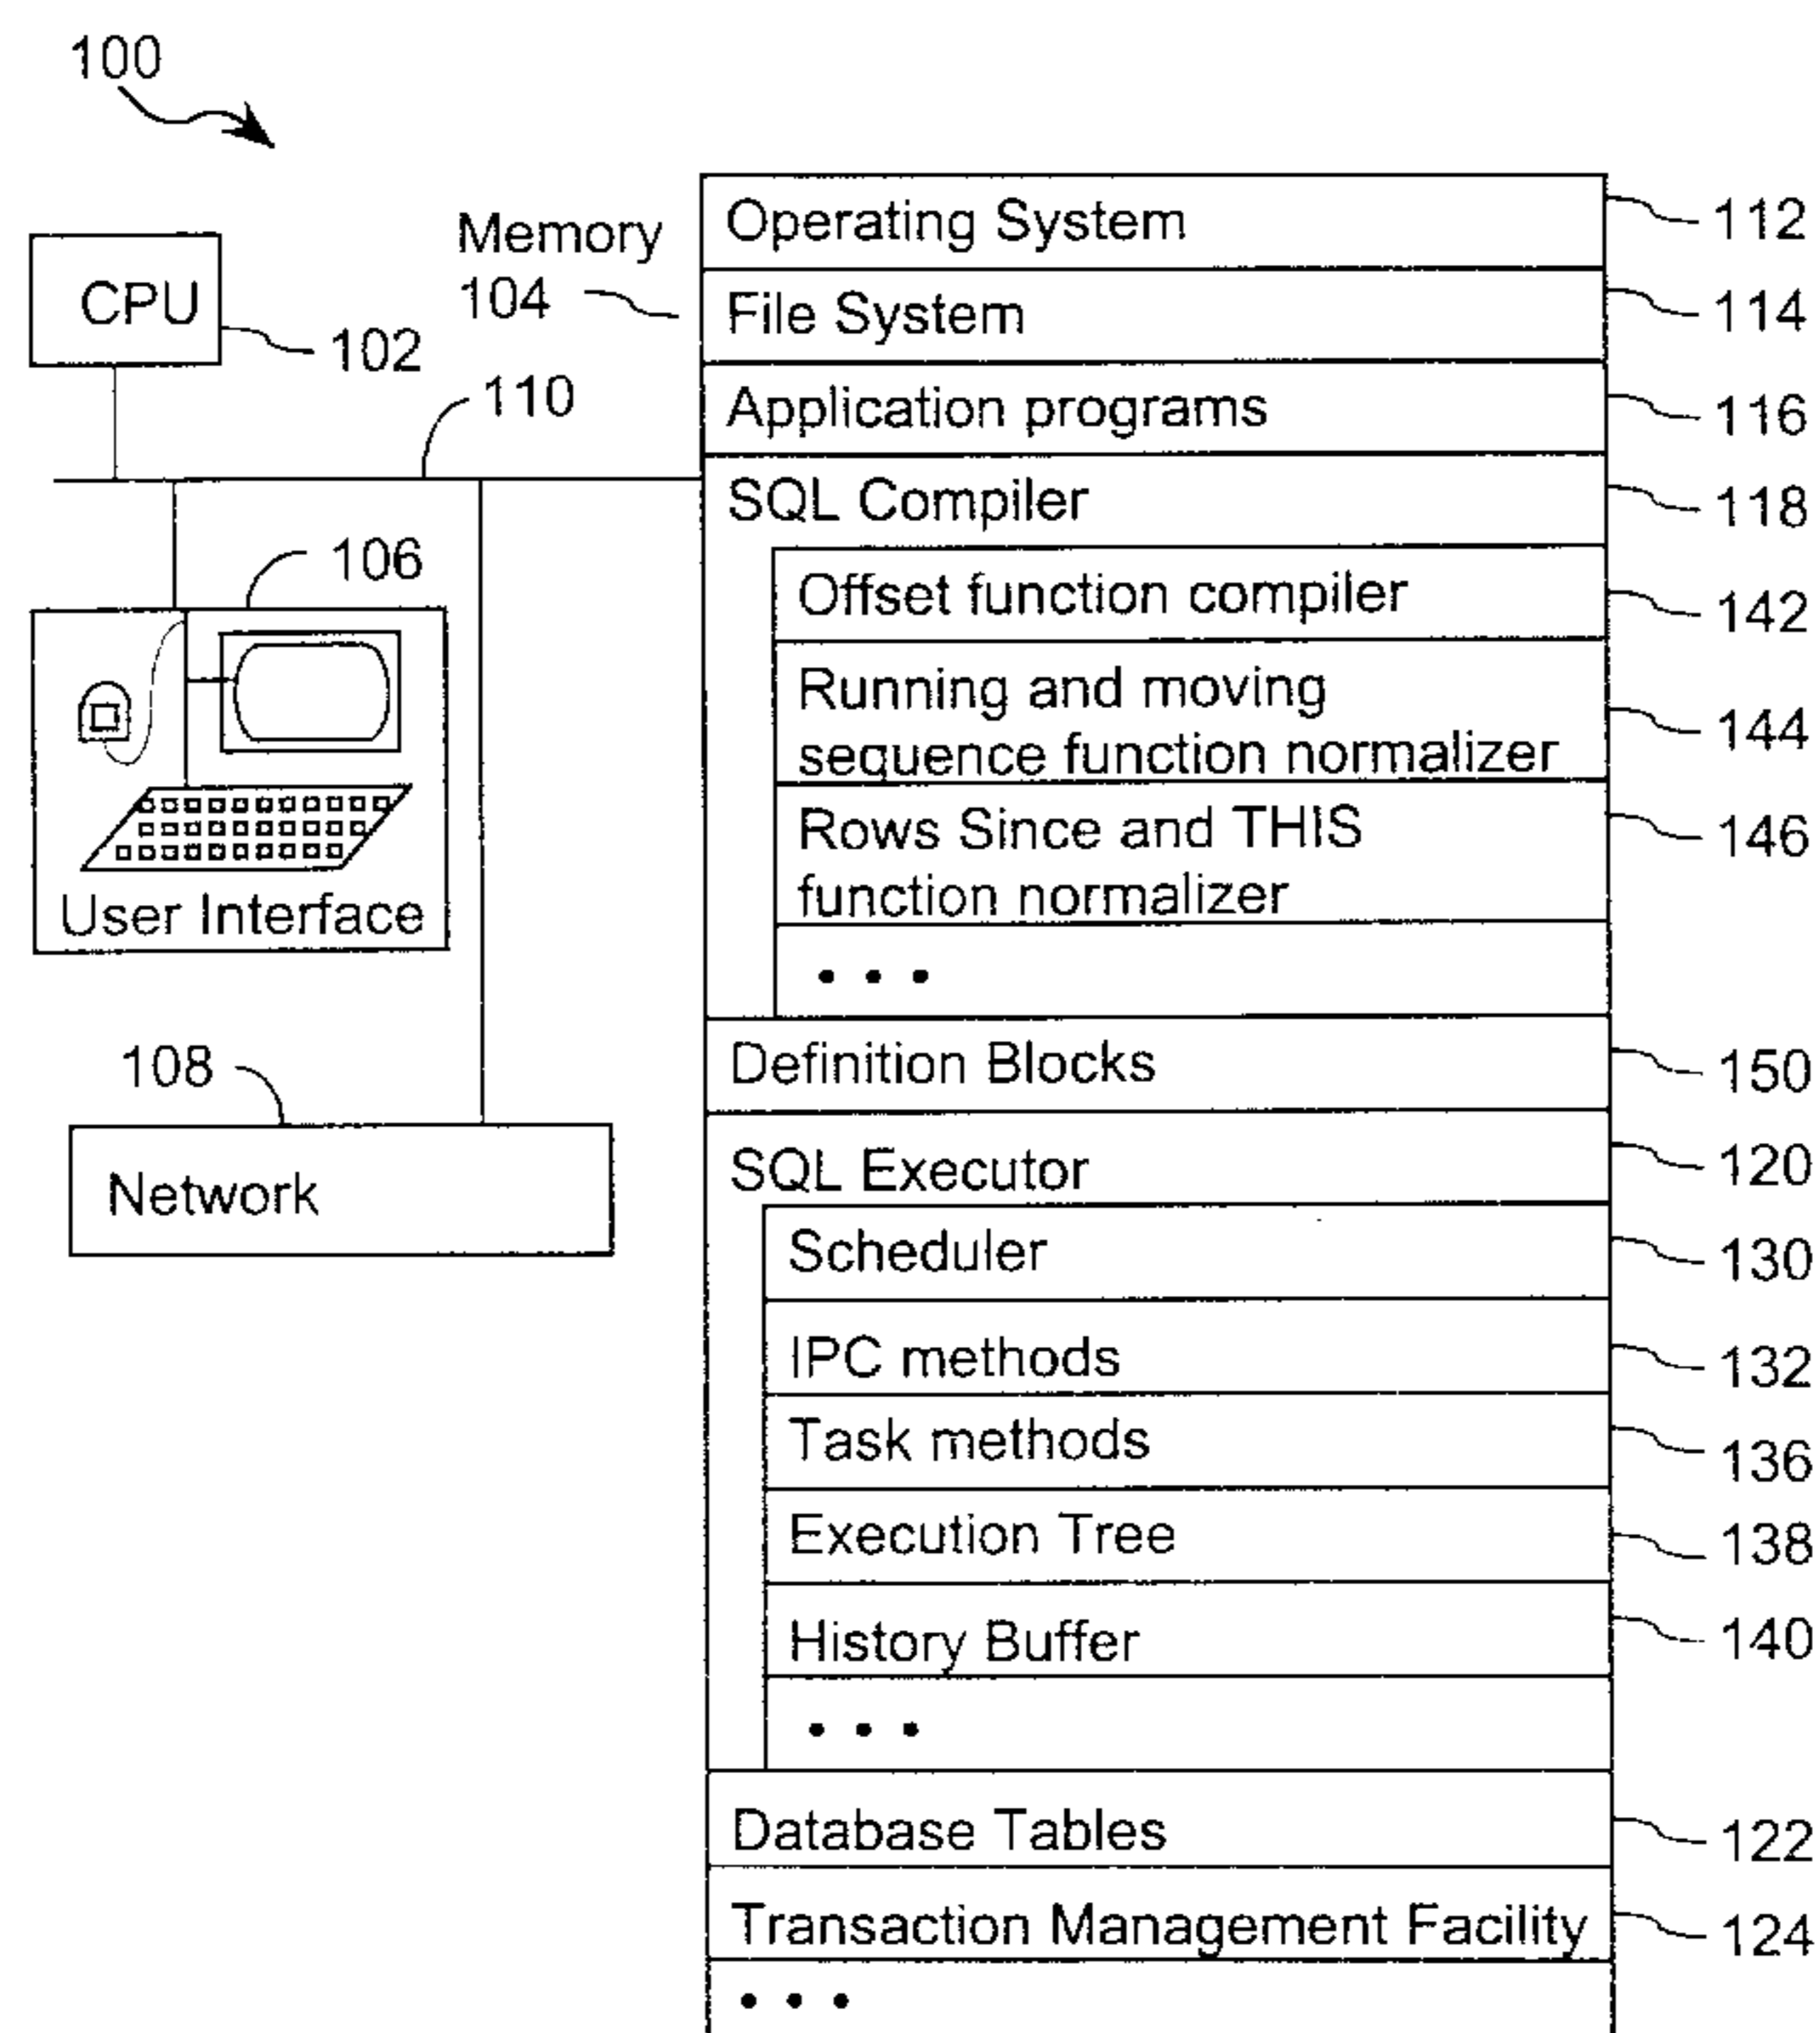 100
CPU
102
Memory
104
110
106
User Interface
108
Network
Operating System
112
File System
114
Application programs
116
SQL Compiler
118
Offset function compiler
142
Running and moving
sequence function normalizer
144
Rows Since and THIS
function normalizer
146
• • •
Definition Blocks
150
SQL Executor
120
Scheduler
130
IPC methods
132
Task methods
136
Execution Tree
138
History Buffer
140
• • •
Database Tables
122
Transaction Management Facility
124
• • •